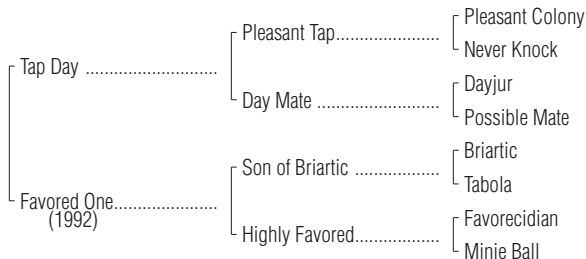 Pleasant Colony
Pleasant Tap
Never Knock
Tap Day
Dayjur
Day Mate
Possible Mate
Briartic
Son of Briartic
Tabola
Favored One
(1992)
Favorecidian
Highly Favored
Minie Ball